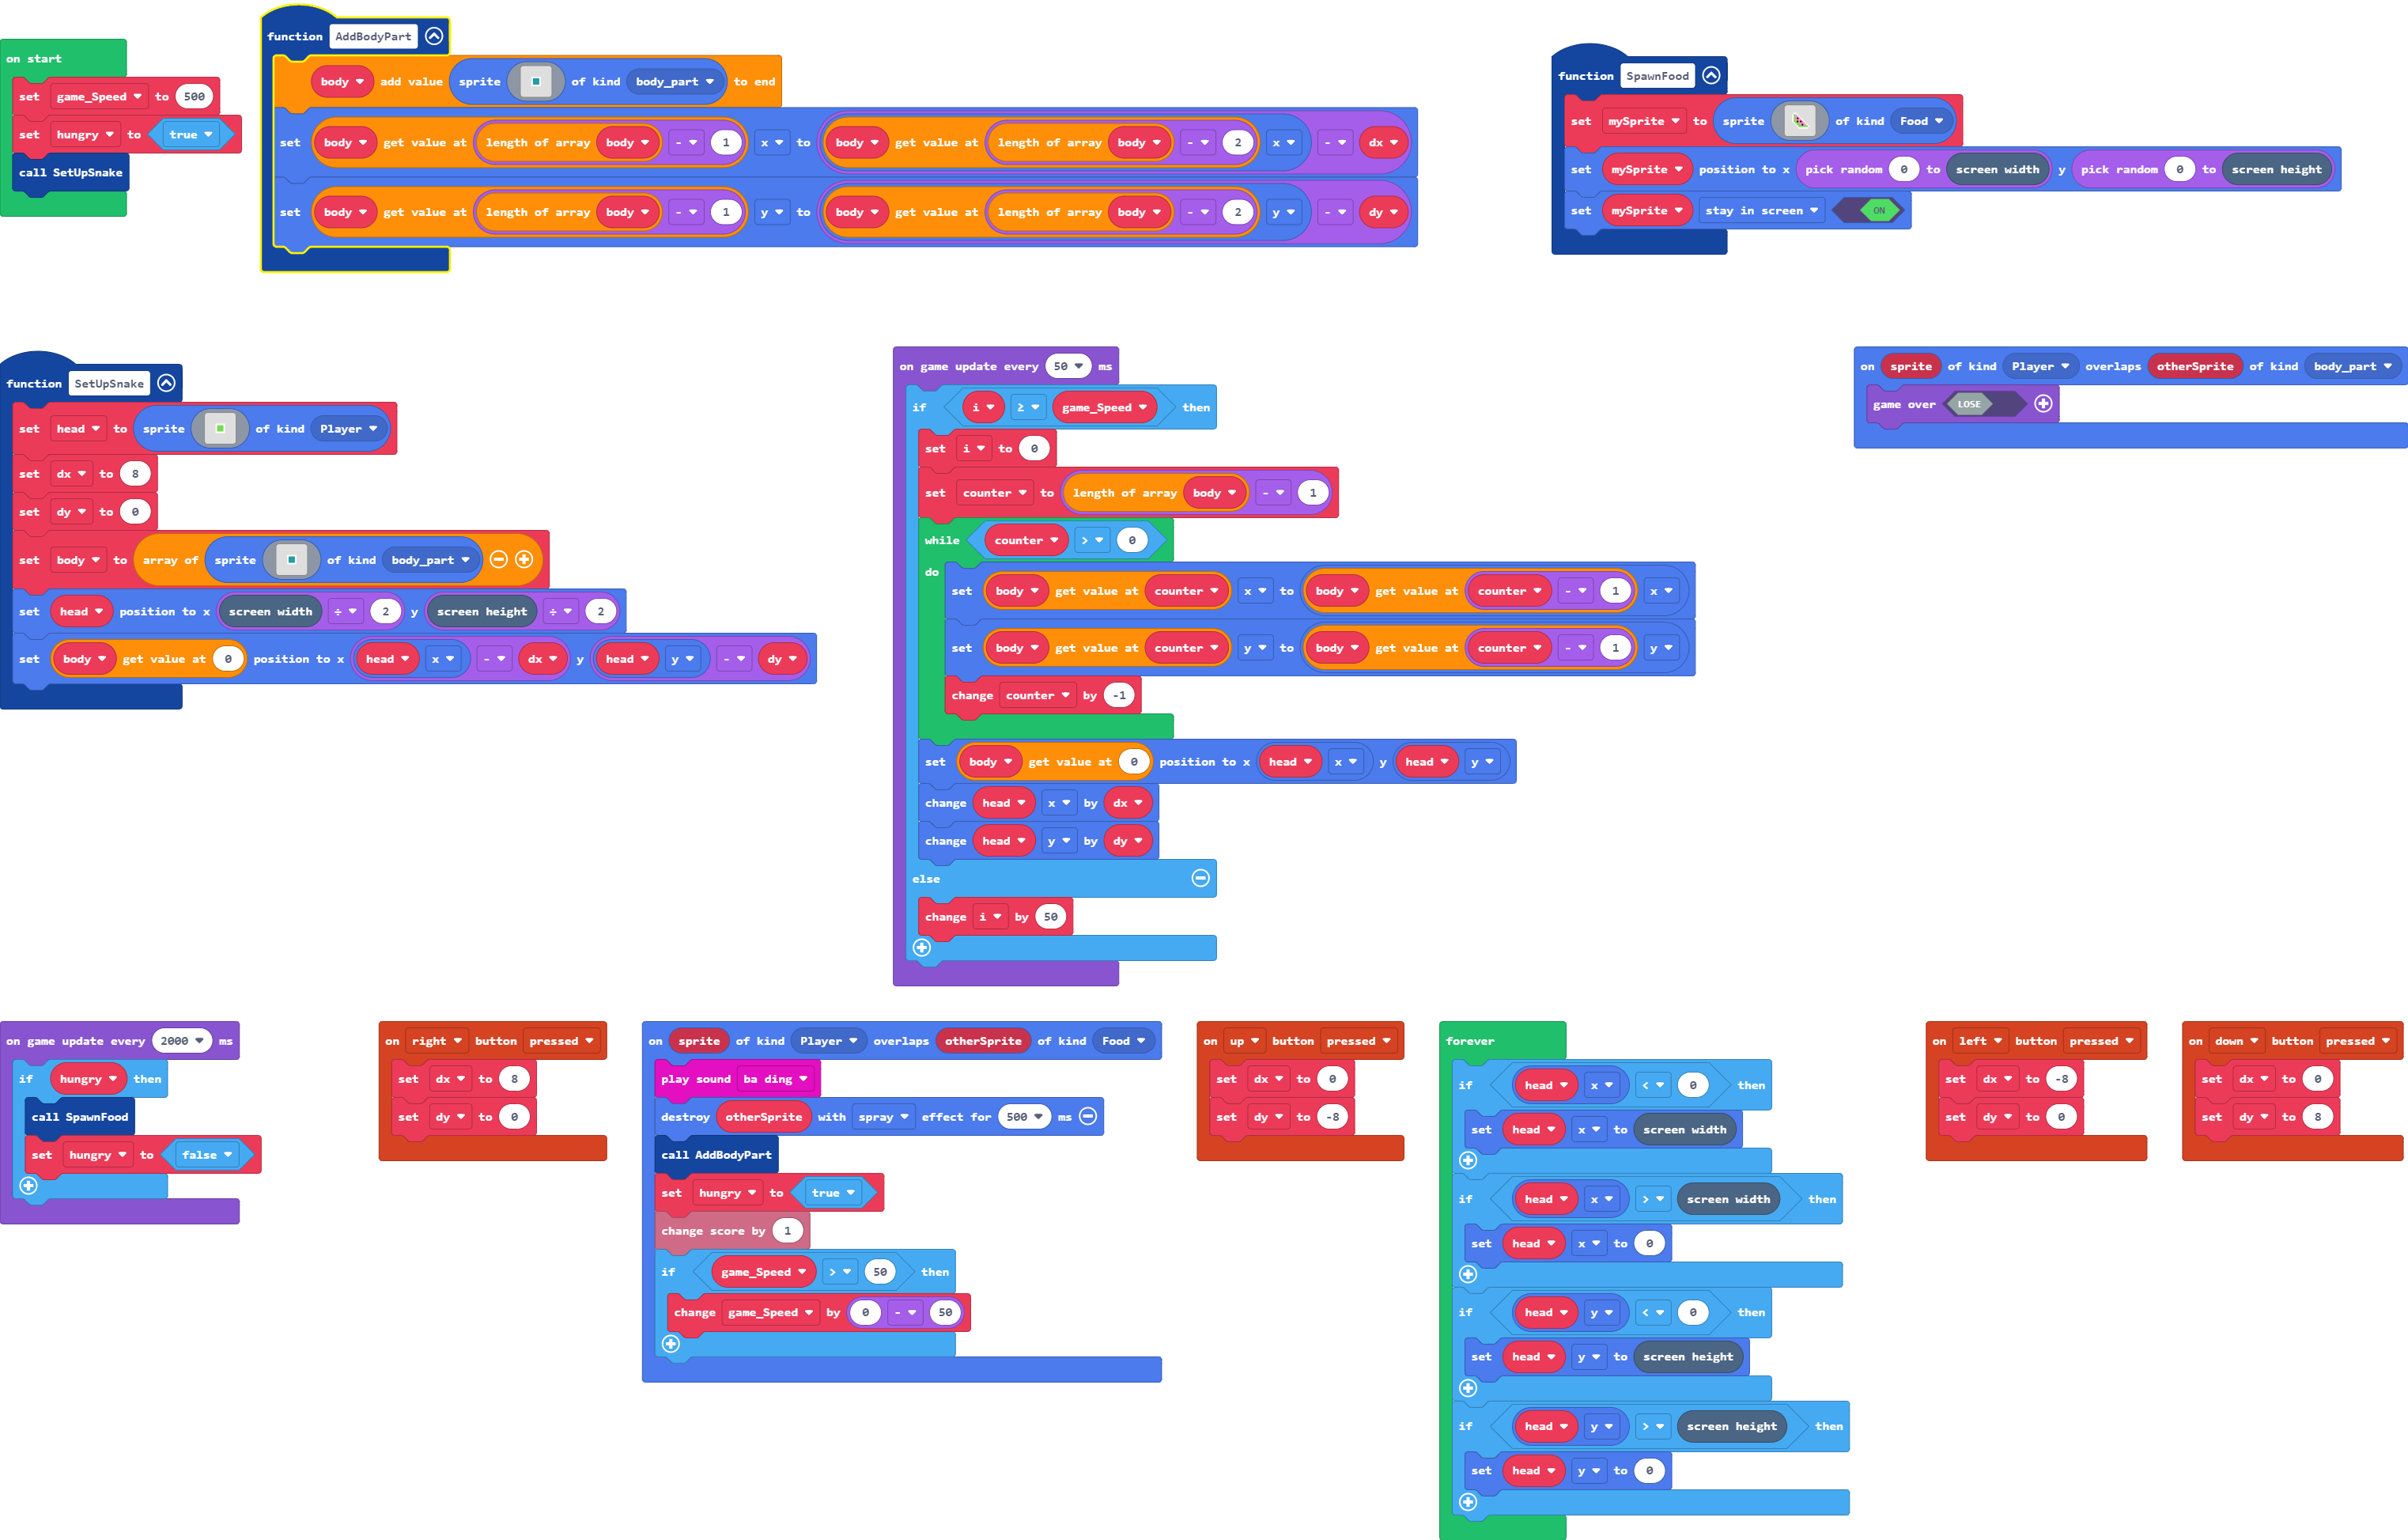 on start
set game_Speed to 500
set hungry to true
call SetUpSnake
function AddBodyPart
body add value sprite of kind body_part to end
set body get value at length of array body - 1 x to body get value at length of array body - 2 x - dx
set body get value at length of array body - 1 y to body get value at length of array body - 2 y - dy
function SpawnFood
set mySprite to sprite of kind Food
set mySprite position to x pick random 0 to screen width y pick random 0 to screen height
set mySprite stay in screen ON
function SetUpSnake
set head to sprite of kind Player
set dx to 8
set dy to 0
set body to array of sprite of kind body_part
set head position to x screen width ÷ 2 y screen height ÷ 2
set body get value at 0 position to x head x - dx y head y - dy
on game update every 50 ms
if i ≥ game_Speed then
set i to 0
set counter to length of array body - 1
while counter > 0
do
set body get value at counter x to body get value at counter - 1 x
set body get value at counter y to body get value at counter - 1 y
change counter by -1
set body get value at 0 position to x head x y head y
change head x by dx
change head y by dy
else
change i by 50
on sprite of kind Player overlaps otherSprite of kind body_part
game over LOSE
on game update every 2000 ms
if hungry then
call SpawnFood
set hungry to false
on right button pressed
set dx to 8
set dy to 0
on sprite of kind Player overlaps otherSprite of kind Food
play sound ba ding
destroy otherSprite with spray effect for 500 ms
call AddBodyPart
set hungry to true
change score by 1
if game_Speed > 50 then
change game_Speed by 0 - 50
on up button pressed
set dx to 0
set dy to -8
forever
if head x < 0 then
set head x to screen width
if head x > screen width then
set head x to 0
if head y < 0 then
set head y to screen height
if head y > screen height then
set head y to 0
on left button pressed
set dx to -8
set dy to 0
on down button pressed
set dx to 0
set dy to 8